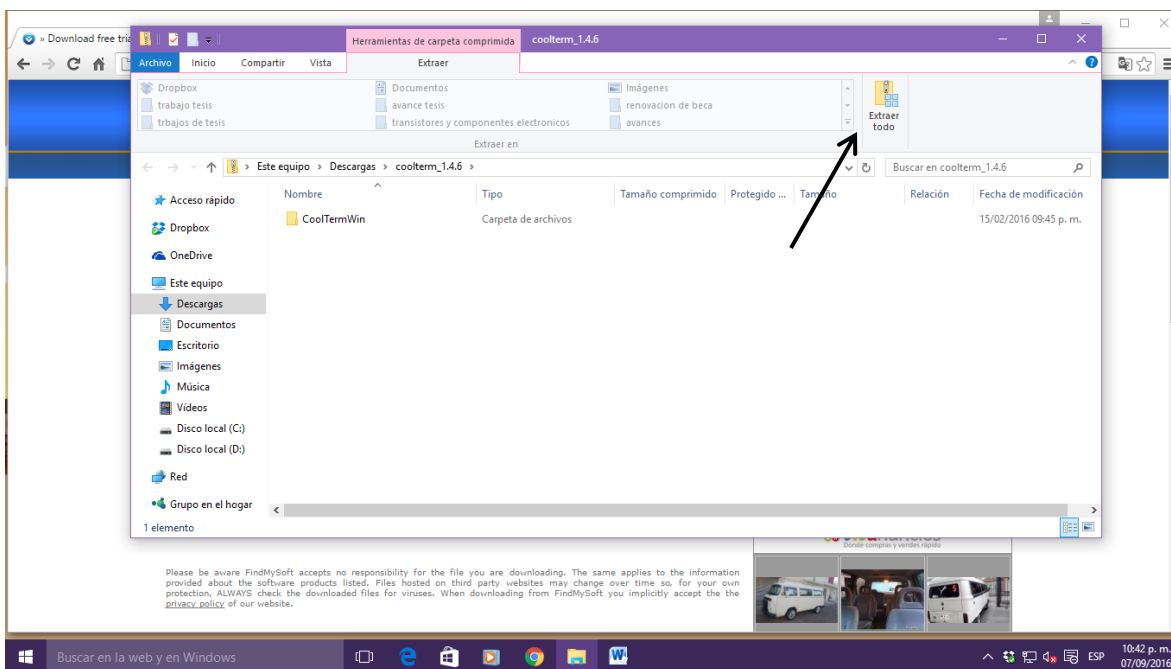 » Download free tria
Herramientas de carpeta comprimida
coolterm_1.4.6
Archivo
Inicio
Compartir
Vista
Extraer
Dropbox
Documentos
Imágenes
trabajo tesis
avance tesis
renovacion de beca
trbajos de tesis
transistores y componentes electronicos
avances
Extraer
todo
Extraer en
Este equipo > Descargas > coolterm_1.4.6 >
Buscar en coolterm_1.4.6
Nombre
Tipo
Tamaño comprimido
Protegido ...
Tamaño
Relación
Fecha de modificación
CoolTermWin
Carpeta de archivos
15/02/2016 09:45 p. m.
Acceso rápido
Dropbox
OneDrive
Este equipo
Descargas
Documentos
Escritorio
Imágenes
Música
Vídeos
Disco local (C:)
Disco local (D:)
Red
Grupo en el hogar
1 elemento
Donde compras y vendes rápido
Please be aware FindMySoft accepts no responsibility for the file you are downloading. The same applies to the information
provided about the software products listed. Files hosted on third party websites may change over time so, for your own
protection, ALWAYS check the downloaded files for viruses. When downloading from FindMySoft you implicitly accept the the
privacy policy of our website.
Buscar en la web y en Windows
ESP
10:42 p. m.
07/09/2016